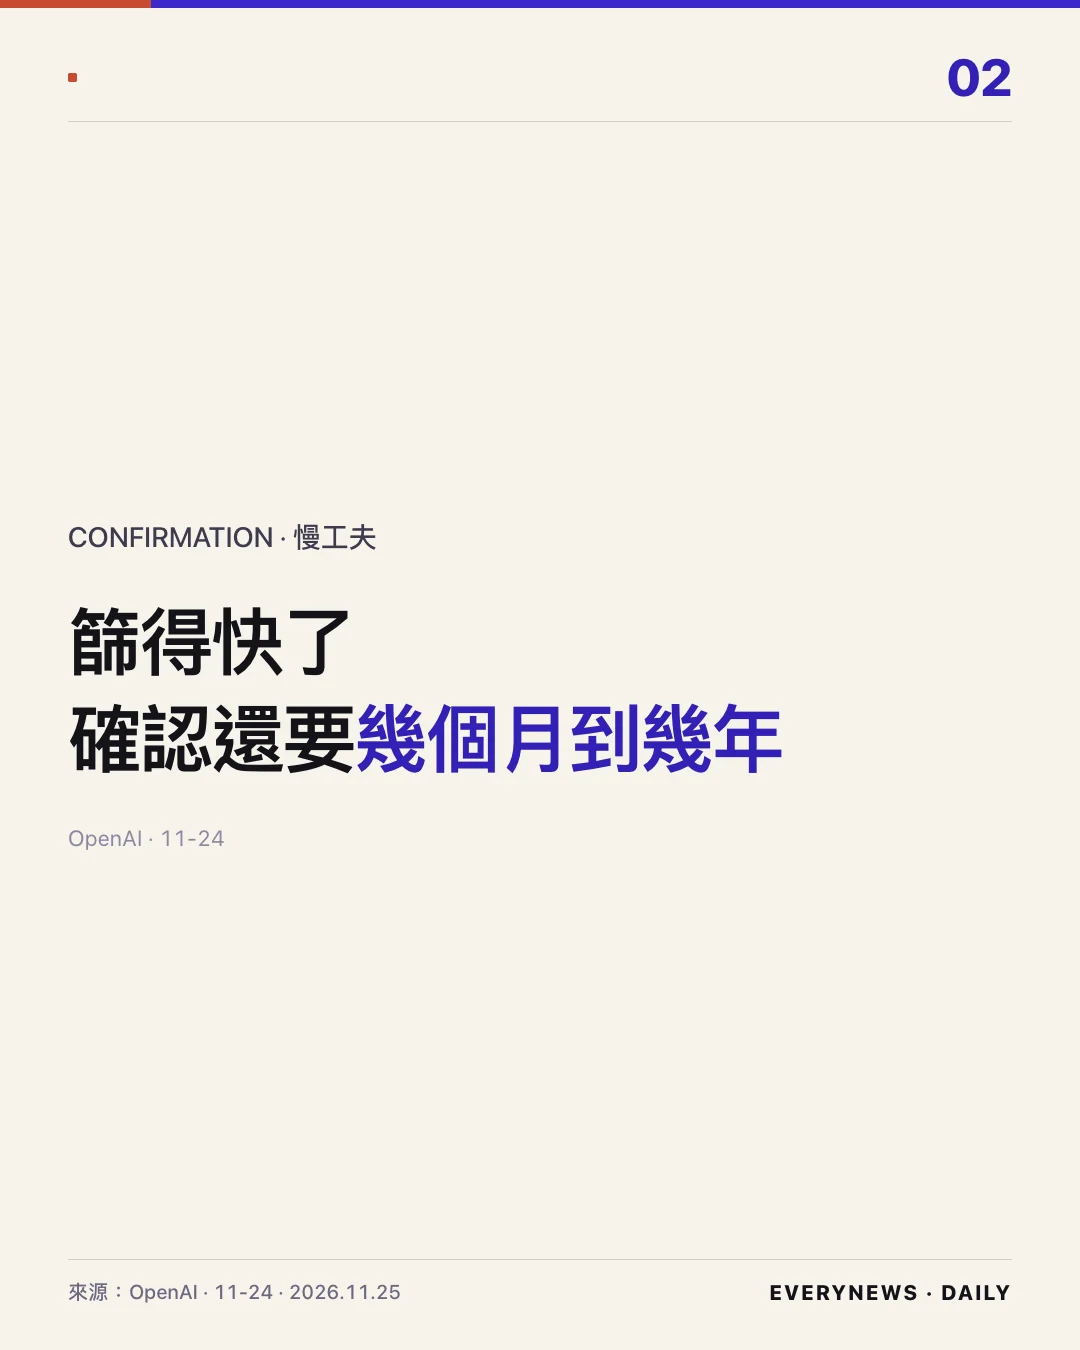 02
CONFIRMATION · 慢工夫
篩得快了
確認還要幾個月到幾年
OpenAI · 11-24
來源：OpenAI · 11-24 · 2026.11.25
EVERYNEWS · DAILY